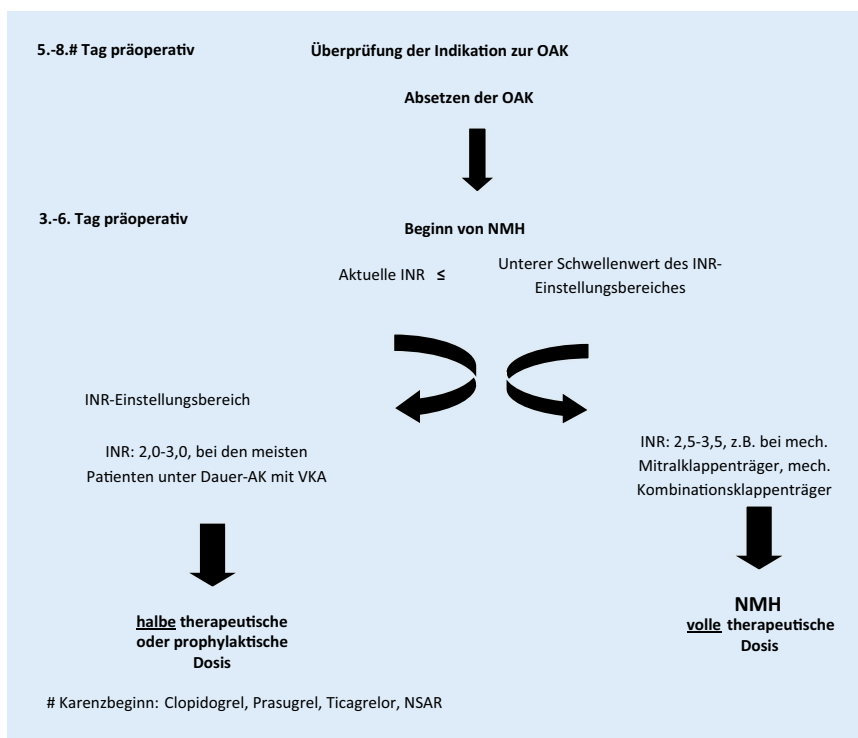 5.-8.# Tag präoperativ
Überprüfung der Indikation zur OAK
Absetzen der OAK
3.-6. Tag präoperativ
Beginn von NMH
Aktuelle INR ≤
Unterer Schwellenwert des INR-
Einstellungsbereiches
INR-Einstellungsbereich
INR: 2,0-3,0, bei den meisten
Patienten unter Dauer-AK mit VKA
INR: 2,5-3,5, z.B. bei mech.
Mitralklappenträger, mech.
Kombinationsklappenträger
halbe therapeutische
oder prophylaktische
Dosis
NMH
volle therapeutische
Dosis
# Karenzbeginn: Clopidogrel, Prasugrel, Ticagrelor, NSAR